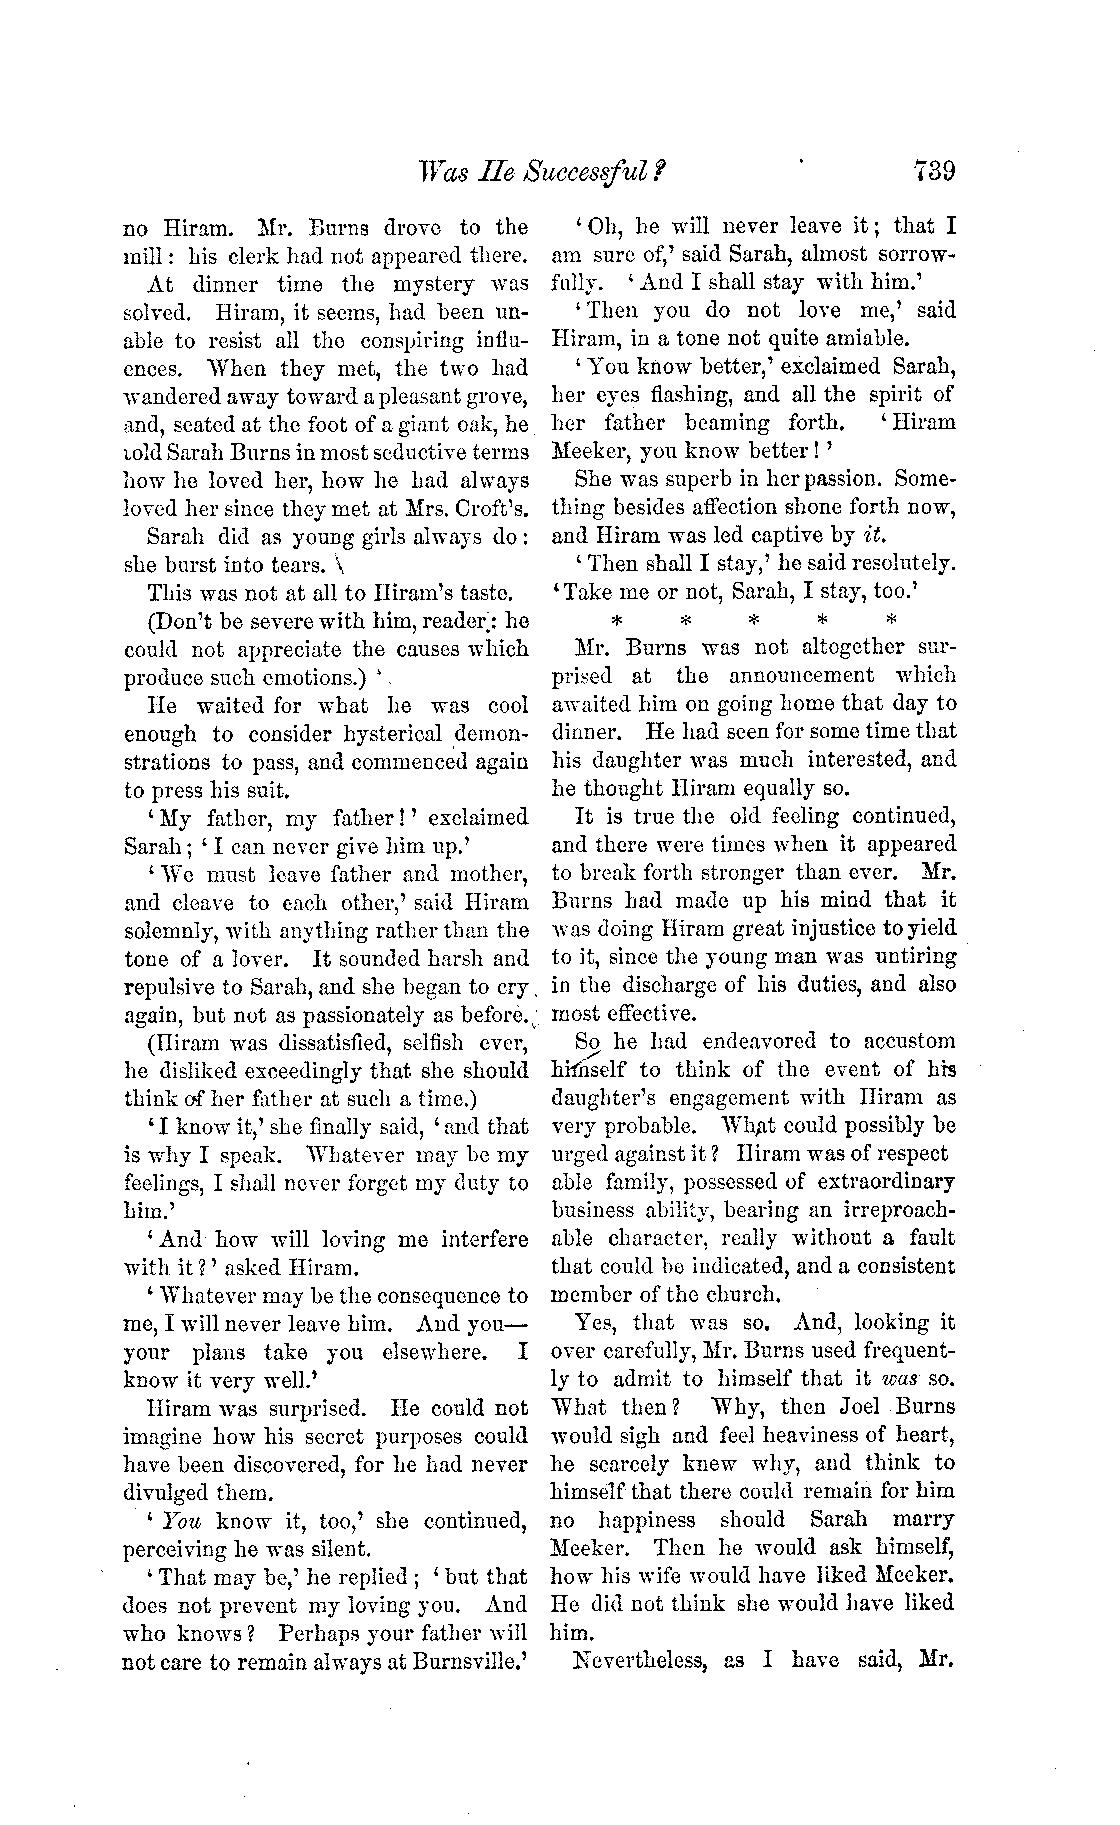 Was He Successful? 739
no Hiram. Mr. Burns drove to the
mill: his clerk had not appeared there.
At dinner time the mystery was
solved. Hiram, it seems, had been un-
able to resist all the conspiring influ-
ences. When they met, the two had
wandered away toward a pleasant grove,
and, seated at the foot of a giant oak, he
told Sarah Burns in most seductive terms
how he loved her, how he had always
loved her since they met at Mrs. Croft's.
Sarah did as young girls always do:
she burst into tears.
This was not at all to Hiram's taste.
(Don't be severe with him, reader: he
could not appreciate the causes which
produce such emotions.)
He waited for what he was cool
enough to consider hysterical demon-
strations to pass, and commenced again
to press his suit.
'My father, my father!' exclaimed
Sarah; 'I can never give him up.'
'We must leave father and mother,
and cleave to each other,' said Hiram
solemnly, with anything rather than the
tone of a lover. It sounded harsh and
repulsive to Sarah, and she began to cry
again, but not as passionately as before.
(Hiram was dissatisfied, selfish ever,
he disliked exceedingly that she should
think of her father at such a time.)
'I know it,' she finally said, 'and that
is why I speak. Whatever may be my
feelings, I shall never forget my duty to
him.'
'And how will loving me interfere
with it?' asked Hiram.
'Whatever may be the consequence to
me, I will never leave him. And you—
your plans take you elsewhere. I
know it very well.'
Hiram was surprised. He could not
imagine how his secret purposes could
have been discovered, for he had never
divulged them.
'You know it, too,' she continued,
perceiving he was silent.
'That may be,' he replied; 'but that
does not prevent my loving you. And
who knows? Perhaps your father will
not care to remain always at Burnsville.'
'Oh, he will never leave it; that I
am sure of,' said Sarah, almost sorrow-
fully. 'And I shall stay with him.'
'Then you do not love me,' said
Hiram, in a tone not quite amiable.
'You know better,' exclaimed Sarah,
her eyes flashing, and all the spirit of
her father beaming forth. 'Hiram
Meeker, you know better!'
She was superb in her passion. Some-
thing besides affection shone forth now,
and Hiram was led captive by it.
'Then shall I stay,' he said resolutely.
'Take me or not, Sarah, I stay, too.'
* * * * *
Mr. Burns was not altogether sur-
prised at the announcement which
awaited him on going home that day to
dinner. He had seen for some time that
his daughter was much interested, and
he thought Hiram equally so.
It is true the old feeling continued,
and there were times when it appeared
to break forth stronger than ever. Mr.
Burns had made up his mind that it
was doing Hiram great injustice to yield
to it, since the young man was untiring
in the discharge of his duties, and also
most effective.
So he had endeavored to accustom
himself to think of the event of his
daughter's engagement with Hiram as
very probable. What could possibly be
urged against it? Hiram was of respect
able family, possessed of extraordinary
business ability, bearing an irreproach-
able character, really without a fault
that could be indicated, and a consistent
member of the church.
Yes, that was so. And, looking it
over carefully, Mr. Burns used frequent-
ly to admit to himself that it was so.
What then? Why, then Joel Burns
would sigh and feel heaviness of heart,
he scarcely knew why, and think to
himself that there could remain for him
no happiness should Sarah marry
Meeker. Then he would ask himself,
how his wife would have liked Meeker.
He did not think she would have liked
him.
Nevertheless, as I have said, Mr.